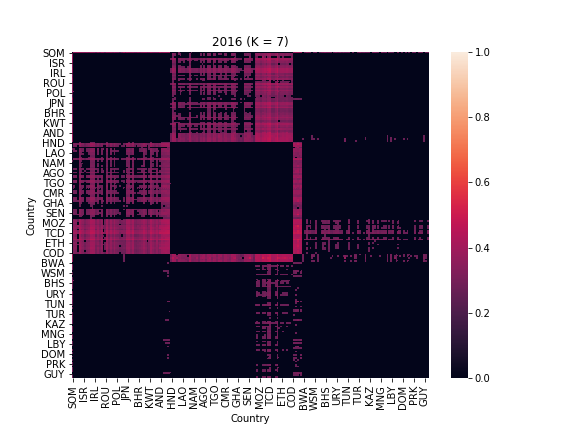 2016 (K = 7)
SOM
ISR
IRL
ROU
POL
JPN
BHR
KWT
AND
HND
LAO
NAM
AGO
TGO
CMR
GHA
SEN
MOZ
TCD
ETH
COD
BWA
WSM
BHS
URY
TUN
TUR
KAZ
MNG
LBY
DOM
PRK
GUY
Country
SOM
ISR
IRL
ROU
POL
JPN
BHR
KWT
AND
HND
LAO
NAM
AGO
TGO
CMR
GHA
SEN
MOZ
TCD
ETH
COD
BWA
WSM
BHS
URY
TUN
TUR
KAZ
MNG
LBY
DOM
PRK
GUY
Country
1.0
0.8
0.6
0.4
0.2
0.0